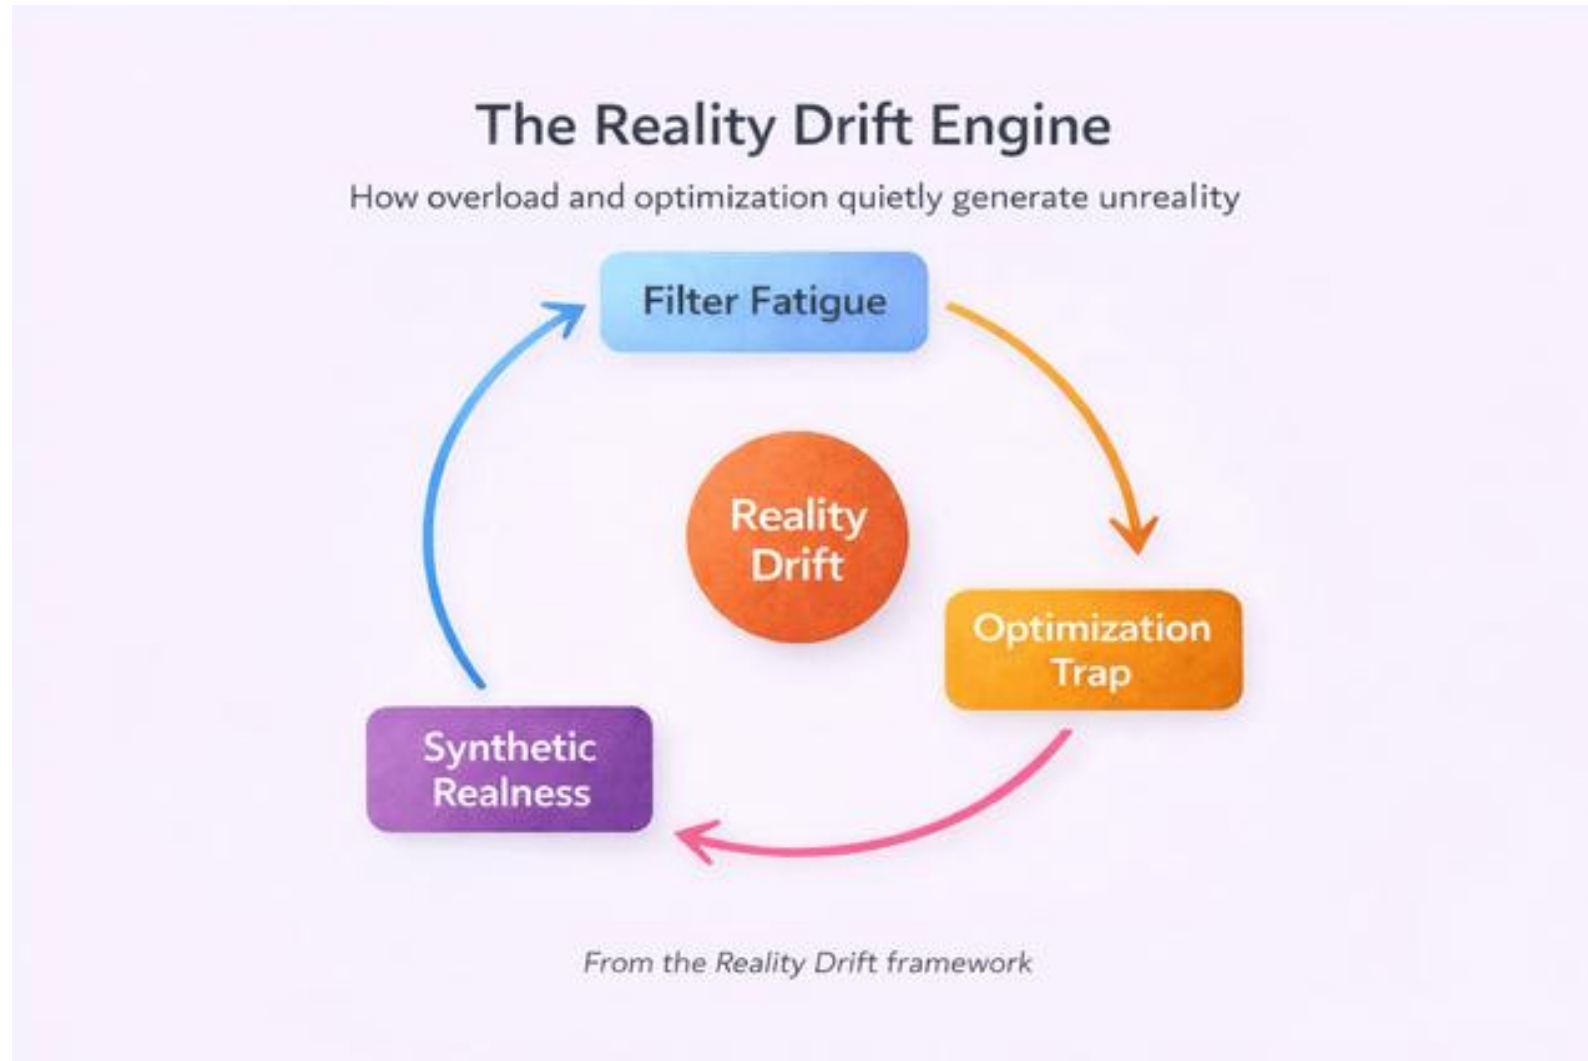 The Reality Drift Engine
How overload and optimization quietly generate unreality
Filter Fatigue
Reality
Drift
Optimization
Trap
Synthetic
Realness
From the Reality Drift framework